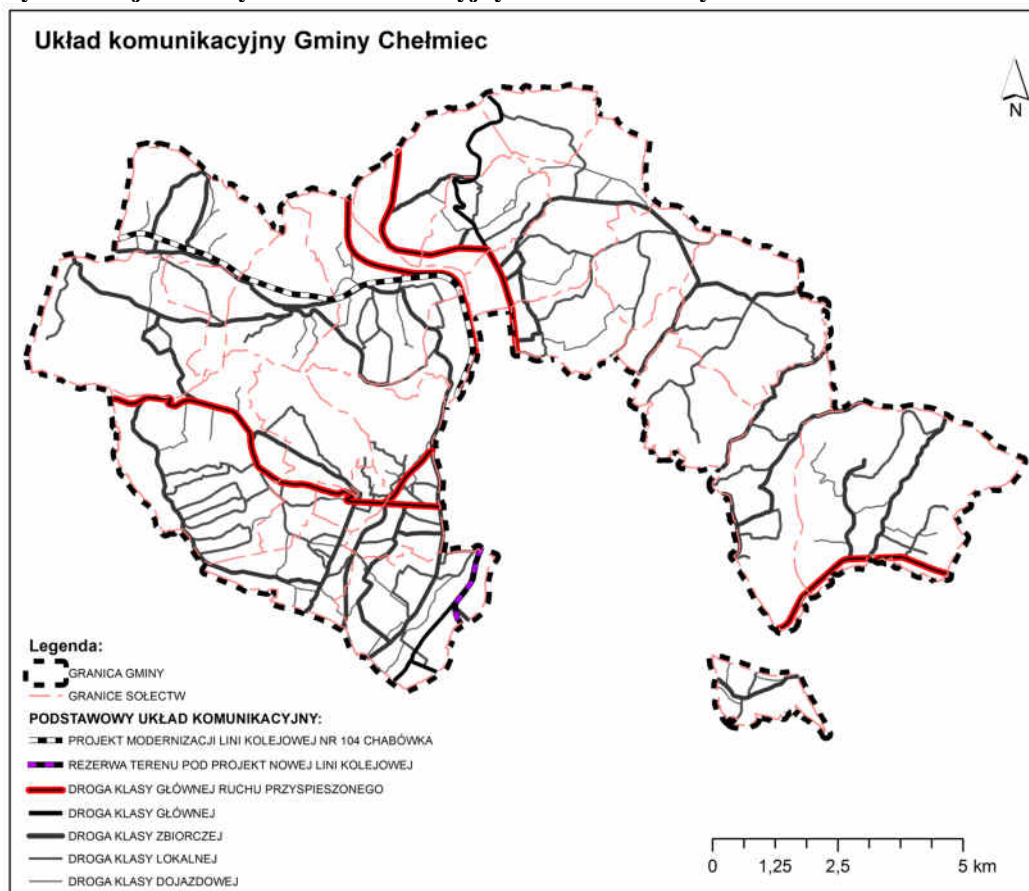 Układ komunikacyjny Gminy Chełmiec
N
Legenda:
GRANICA GMINY
GRANICE SOŁECTW
PODSTAWOWY UKŁAD KOMUNIKACYJNY:
PROJEKT MODERNIZACJI LINI KOLEJOWEJ NR 104 CHABÓWKA
REZERWA TERENU POD PROJEKT NOWEJ LINI KOLEJOWEJ
DROGA KLASY GŁÓWNEJ RUCHU PRZYSPIESZONEGO
DROGA KLASY GŁÓWNEJ
DROGA KLASY ZBIORCZEJ
DROGA KLASY LOKALNEJ
DROGA KLASY DOJAZDOWEJ
0 1,25 2,5 5 km